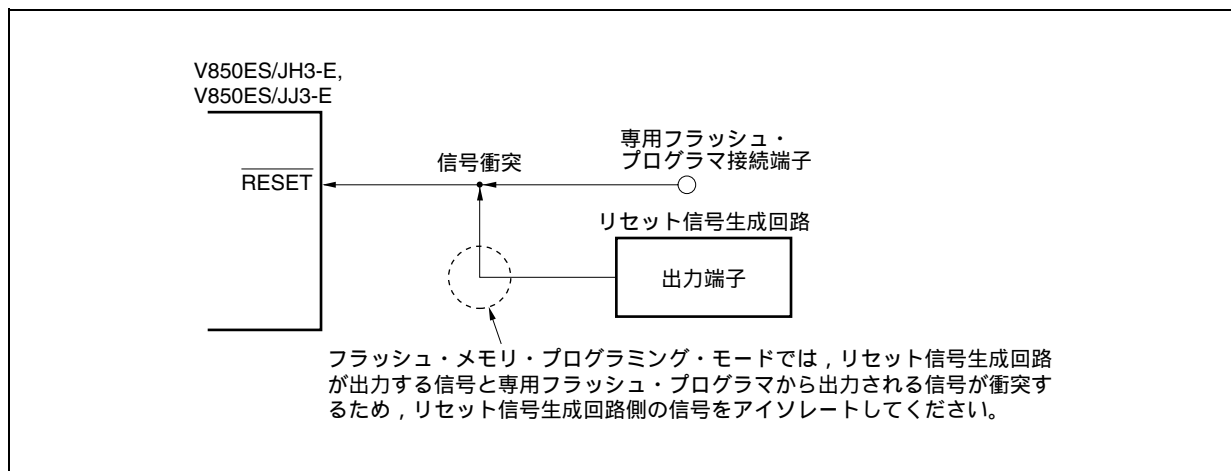 V850ES/JH3-E,
V850ES/JJ3-E
専用フラッシュ・
プログラマ接続端子
信号衝突
RESET
リセット信号生成回路
出力端子
フラッシュ・メモリ・プログラミング・モードでは，リセット信号生成回路
が出力する信号と専用フラッシュ・プログラマから出力される信号が衝突す
るため，リセット信号生成回路側の信号をアイソレートしてください。